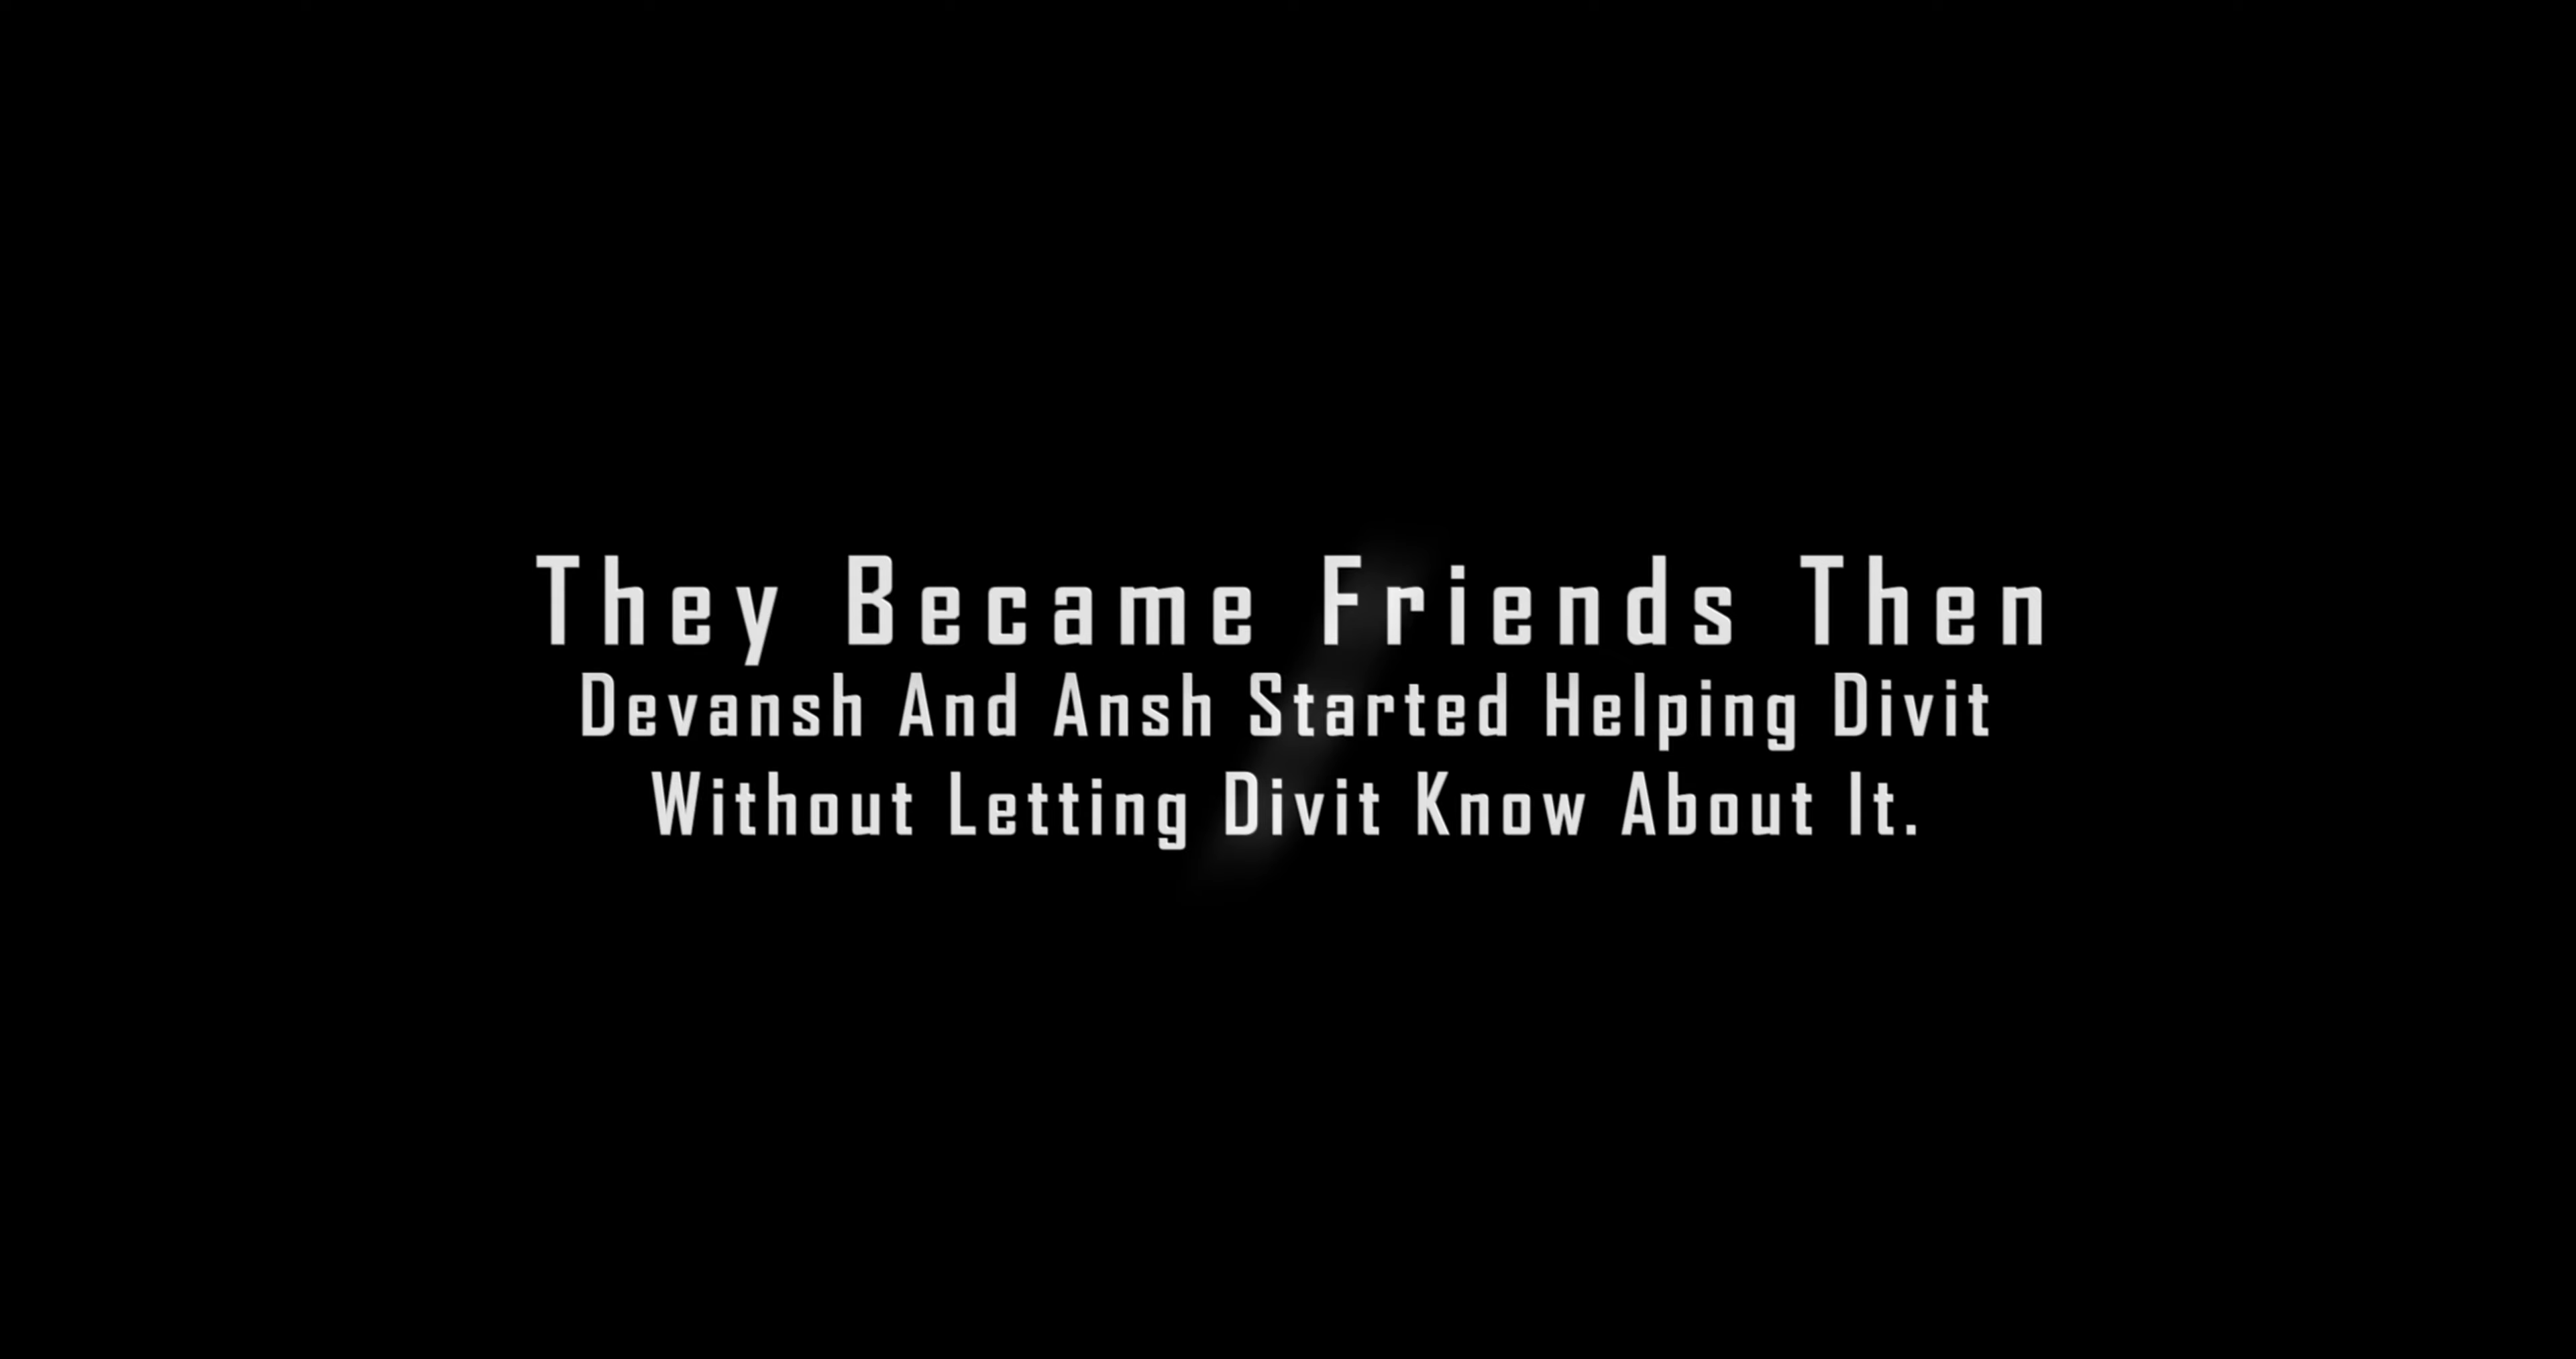 They Became Friends Then
Devansh And Ansh Started Helping Divit
Without Letting Divit Know About It.